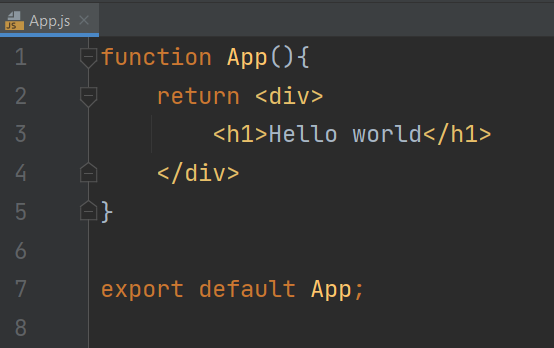 JS App.js ×
1 function App(){
2     return <div>
3         <h1>Hello world</h1>
4     </div>
5 }
6
7 export default App;
8